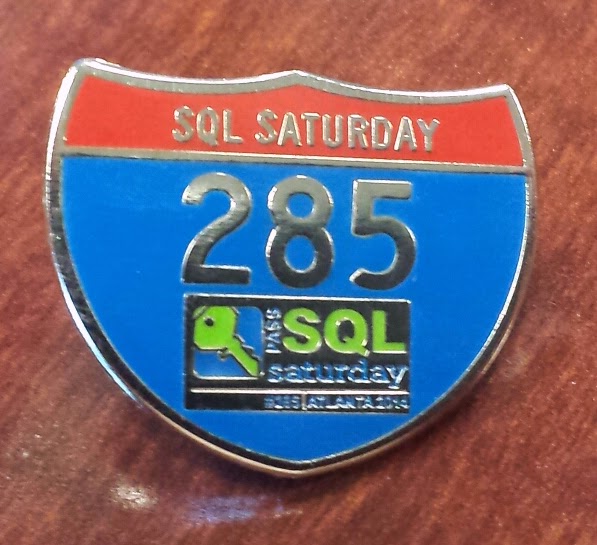 SQL SATURDAY
285
PASS SQL
saturday
#285 | ATLANTA 2014